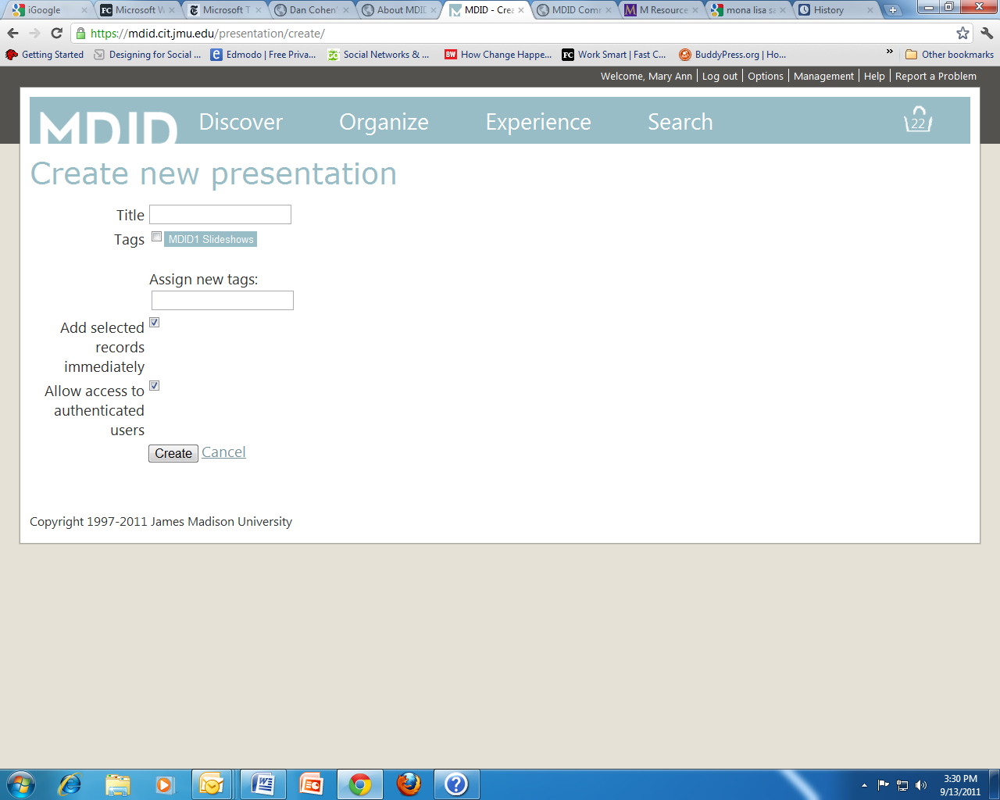 iGoogle
Microsoft W
Microsoft T
Dan Cohen'
About MDID
MDID - Crea
MDID Com
M Resource
mona lisa sa
History
https://mdid.cit.jmu.edu/presentation/create/
Getting Started
Designing for Social ...
Edmodo | Free Priva...
Social Networks & ...
BW How Change Happe...
FC Work Smart | Fast C...
BuddyPress.org | Ho...
»
Other bookmarks
Welcome, Mary Ann | Log out | Options | Management | Help | Report a Problem
MDID Discover Organize Experience Search 22
Create new presentation
Title
Tags MDID1 Slideshows
Assign new tags:
Add selected
records
immediately
Allow access to
authenticated
users
Create Cancel
Copyright 1997-2011 James Madison University
3:30 PM
9/13/2011